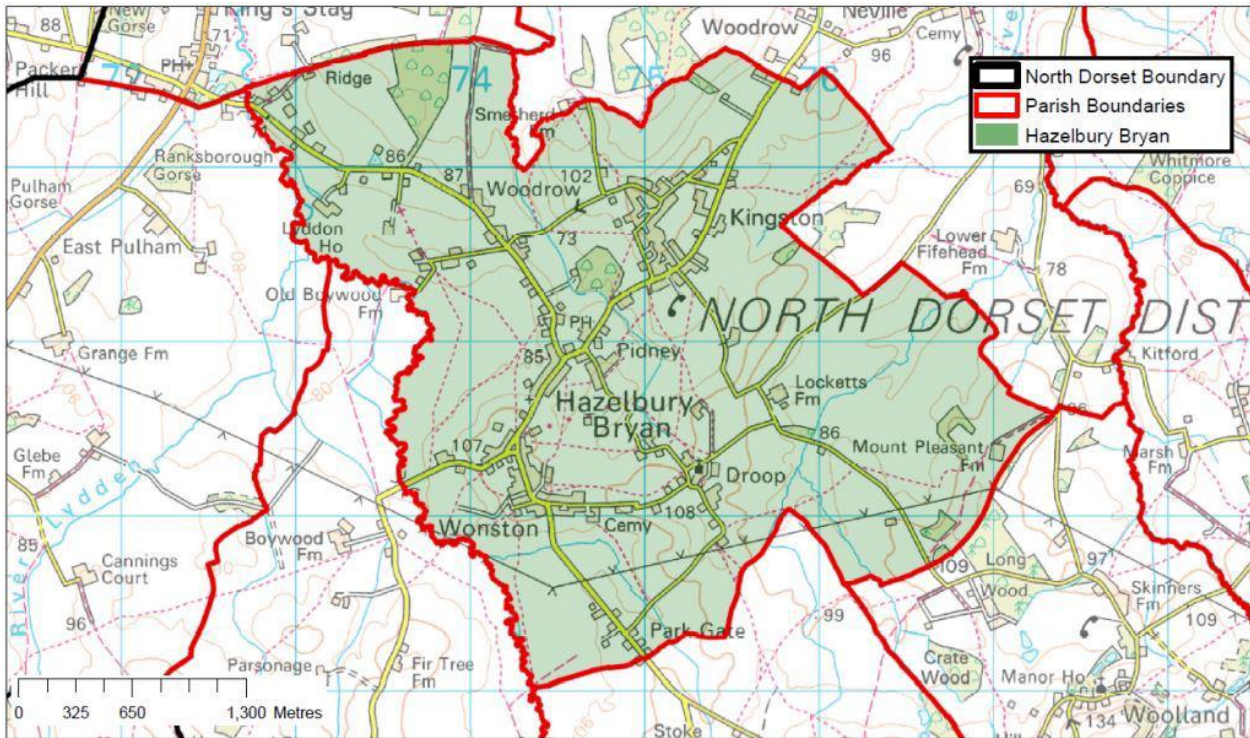 New
Gorse
King's Stag
Woodrow
Neville
Cemy
96
88
71
PH
Packers
Hill
Ridge
74
75
76
North Dorset Boundary
Parish Boundaries
Hazelbury Bryan
Ranksborough
Gorse
86
87
Woodrow
102
Whitmore
Coppice
69
Pulham
Gorse
East Pulham
Lyddon
Ho
73
Kingston
Lower
Fifehead
Fm
78
Old Boywood
Fm
NORTH DORSET DIST
Grange Fm
PH
85
Pidney
Kitford
Locketts
Fm
Hazelbury
Bryan
86
Mount Pleasant
Fm
Marsh
Fm
107
Glebe
Fm
River Lydden
Droop
108
Wonston
Cemy
85
Cannings
Court
Boywood
Fm
109
Long
Wood
97
Skinners
Fm
109
96
99
Park Gate
Parsonage
Fir Tree
Fm
Crate
Wood
Manor Ho
Woolland
134
Stoke
0 325 650 1,300 Metres